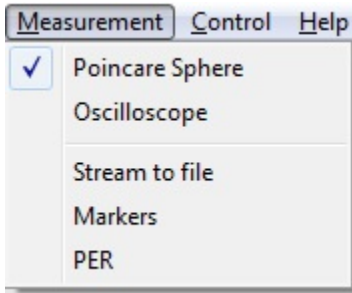 Measurement Control Help
Poincare Sphere
Oscilloscope
Stream to file
Markers
PER